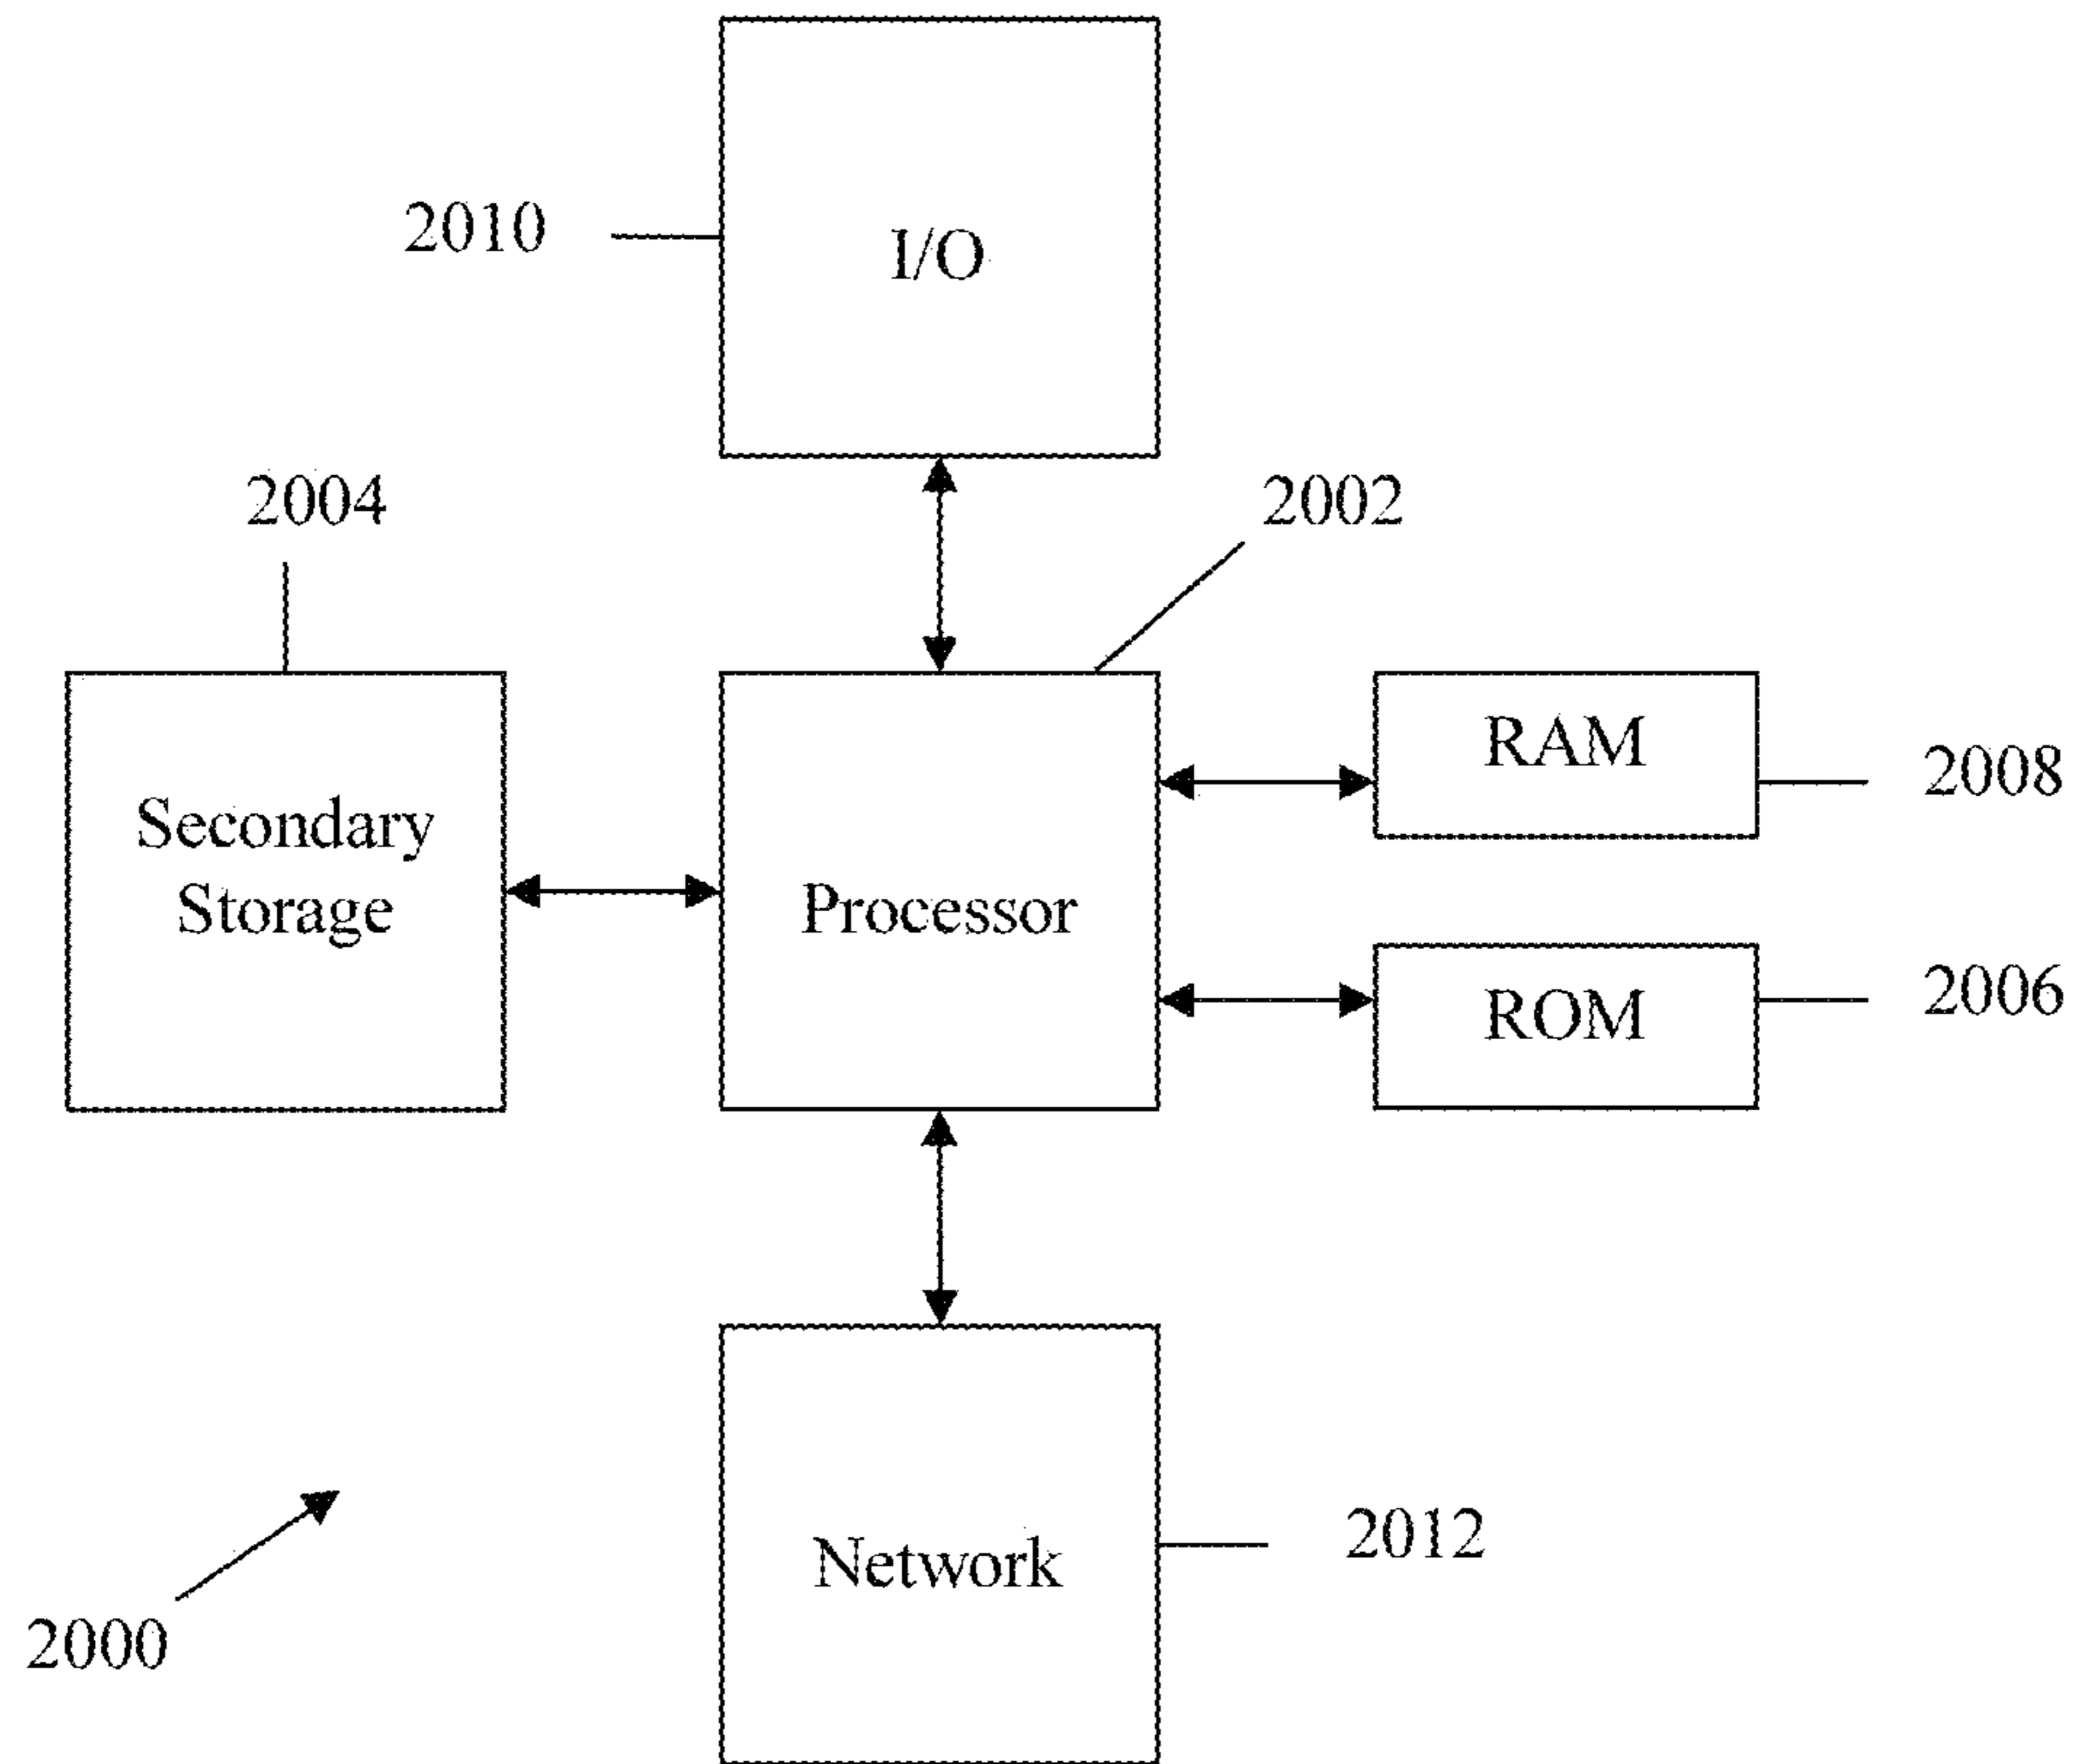 2010
I/O
2004
2002
RAM
2008
Secondary
Storage
Processor
2006
ROM
2012
Network
2000